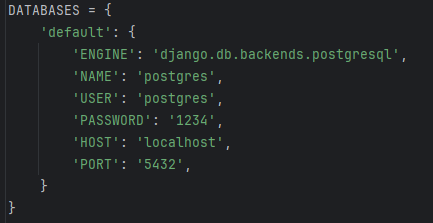 DATABASES = {
    'default': {
        'ENGINE': 'django.db.backends.postgresql',
        'NAME': 'postgres',
        'USER': 'postgres',
        'PASSWORD': '1234',
        'HOST': 'localhost',
        'PORT': '5432',
    }
}